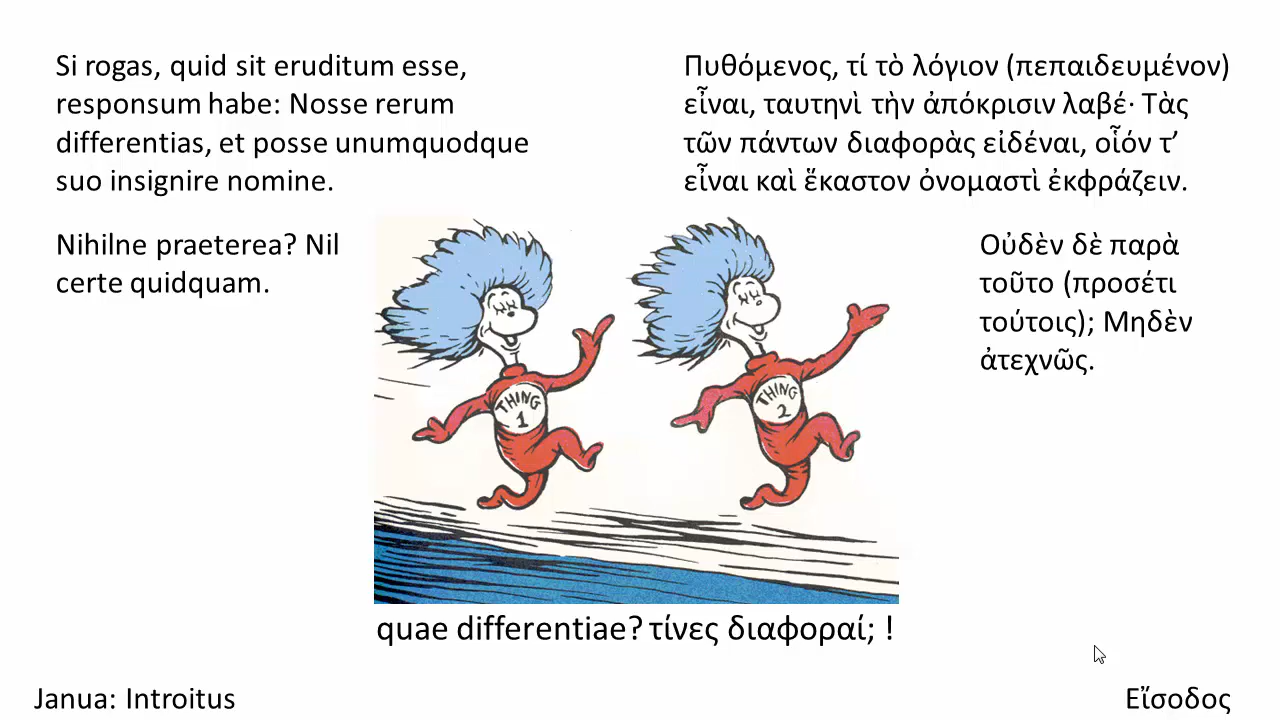 Si rogas, quid sit eruditum esse,
responsum habe: Nosse rerum
differentias, et posse unumquodque
suo insignire nomine.
Πυθόμενος, τί τὸ λόγιον (πεπαιδευμένον)
εἶναι, ταυτηνὶ τὴν ἀπόκρισιν λαβέ· Τὰς
τῶν πάντων διαφορὰς εἰδέναι, οἷόν τ’
εἶναι καὶ ἕκαστον ὀνομαστὶ ἐκφράζειν.
Nihilne praeterea? Nil
certe quidquam.
Οὐδὲν δὲ παρὰ
τοῦτο (προσέτι
τούτοις); Μηδὲν
ἀτεχνῶς.
THING
1
THING
2
quae differentiae? τίνες διαφοραί; !
Janua: Introitus
Εἴσοδος